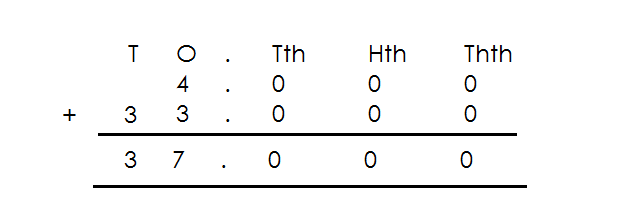 T O . Tth Hth Thth
4 . 0 0 0
+ 3 3 . 0 0 0
3 7 . 0 0 0